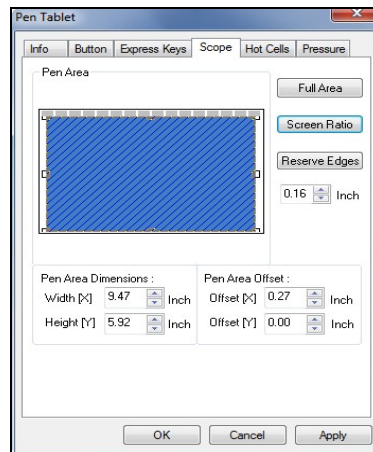 Pen Tablet
Info Button Express Keys Scope Hot Cells Pressure
Pen Area
Full Area
Screen Ratio
Reserve Edges
0.16 Inch
Pen Area Dimensions :
Width [X] 9.47 Inch
Height [Y] 5.92 Inch
Pen Area Offset :
Offset [X] 0.27 Inch
Offset [Y] 0.00 Inch
OK Cancel Apply